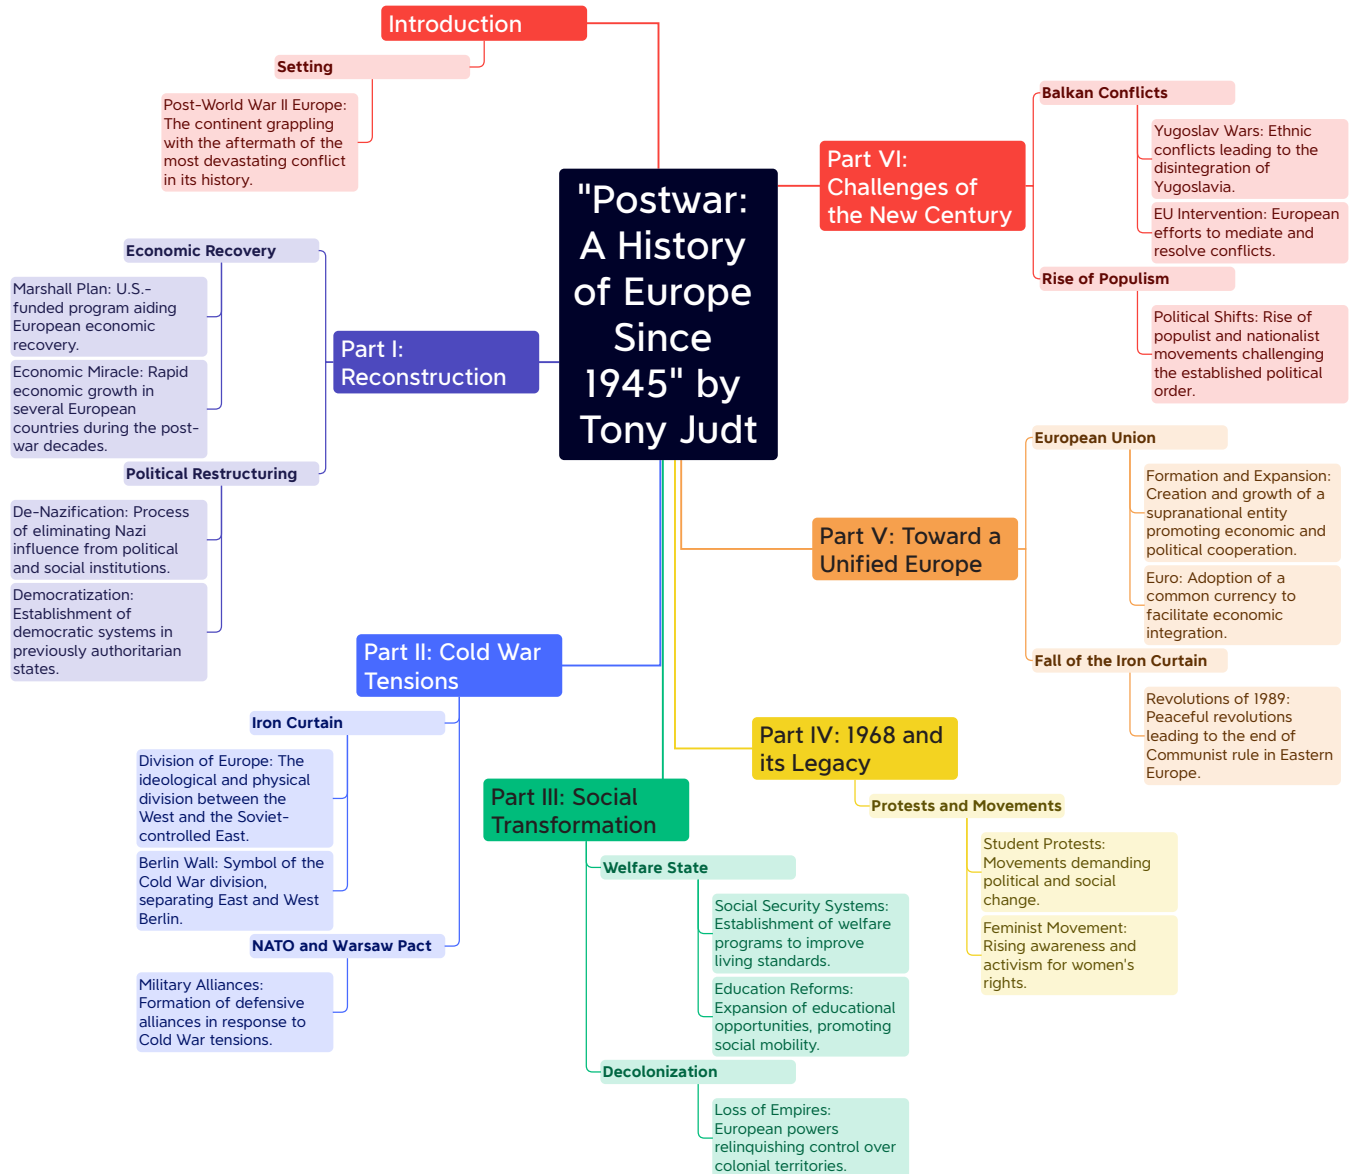 "Postwar:
A History
of Europe
Since
1945" by
Tony Judt
Introduction
Setting
Post-World War II Europe:
The continent grappling
with the aftermath of the
most devastating conflict
in its history.
Part I:
Reconstruction
Economic Recovery
Marshall Plan: U.S.-
funded program aiding
European economic
recovery.
Economic Miracle: Rapid
economic growth in
several European
countries during the post-
war decades.
Political Restructuring
De-Nazification: Process
of eliminating Nazi
influence from political
and social institutions.
Democratization:
Establishment of
democratic systems in
previously authoritarian
states.
Part II: Cold War
Tensions
Iron Curtain
Division of Europe: The
ideological and physical
division between the
West and the Soviet-
controlled East.
Berlin Wall: Symbol of the
Cold War division,
separating East and West
Berlin.
NATO and Warsaw Pact
Military Alliances:
Formation of defensive
alliances in response to
Cold War tensions.
Part III: Social
Transformation
Welfare State
Social Security Systems:
Establishment of welfare
programs to improve
living standards.
Education Reforms:
Expansion of educational
opportunities, promoting
social mobility.
Decolonization
Loss of Empires:
European powers
relinquishing control over
colonial territories.
Part IV: 1968 and
its Legacy
Protests and Movements
Student Protests:
Movements demanding
political and social
change.
Feminist Movement:
Rising awareness and
activism for women's
rights.
Part V: Toward a
Unified Europe
European Union
Formation and Expansion:
Creation and growth of a
supranational entity
promoting economic and
political cooperation.
Euro: Adoption of a
common currency to
facilitate economic
integration.
Fall of the Iron Curtain
Revolutions of 1989:
Peaceful revolutions
leading to the end of
Communist rule in Eastern
Europe.
Part VI:
Challenges of
the New Century
Balkan Conflicts
Yugoslav Wars: Ethnic
conflicts leading to the
disintegration of
Yugoslavia.
EU Intervention: European
efforts to mediate and
resolve conflicts.
Rise of Populism
Political Shifts: Rise of
populist and nationalist
movements challenging
the established political
order.